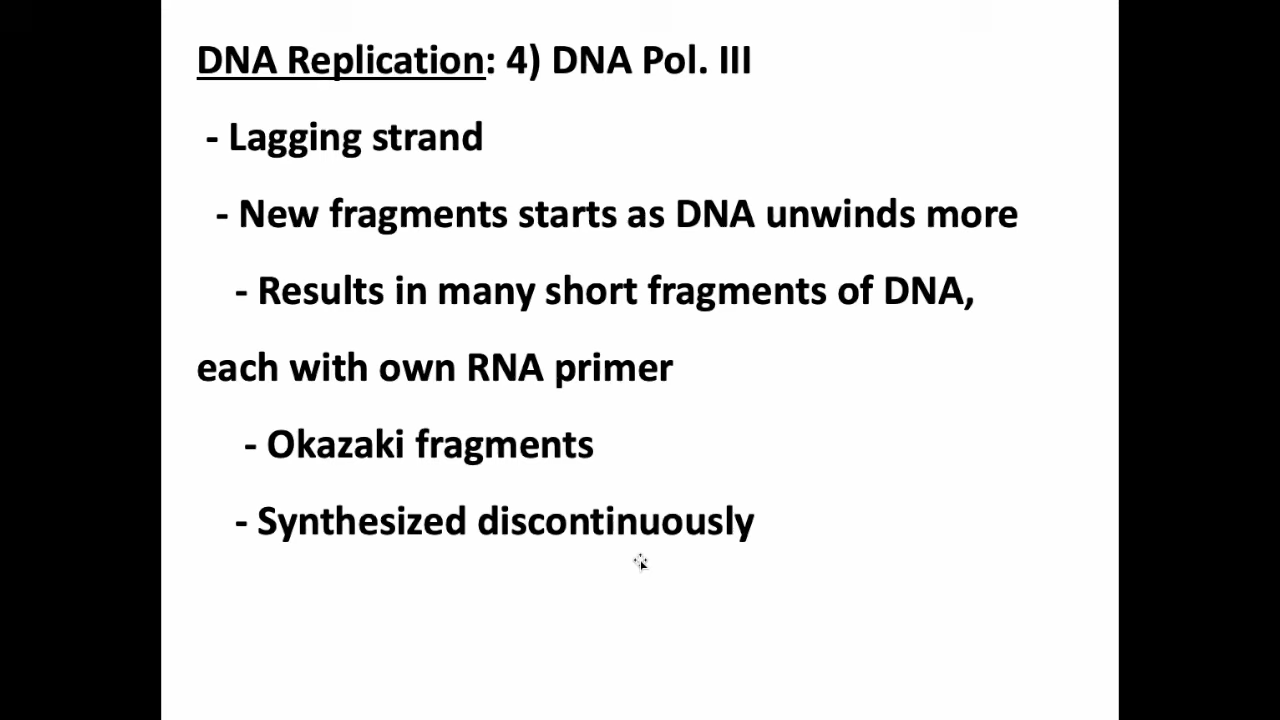 DNA Replication: 4) DNA Pol. III
- Lagging strand
- New fragments starts as DNA unwinds more
- Results in many short fragments of DNA,
each with own RNA primer
- Okazaki fragments
- Synthesized discontinuously